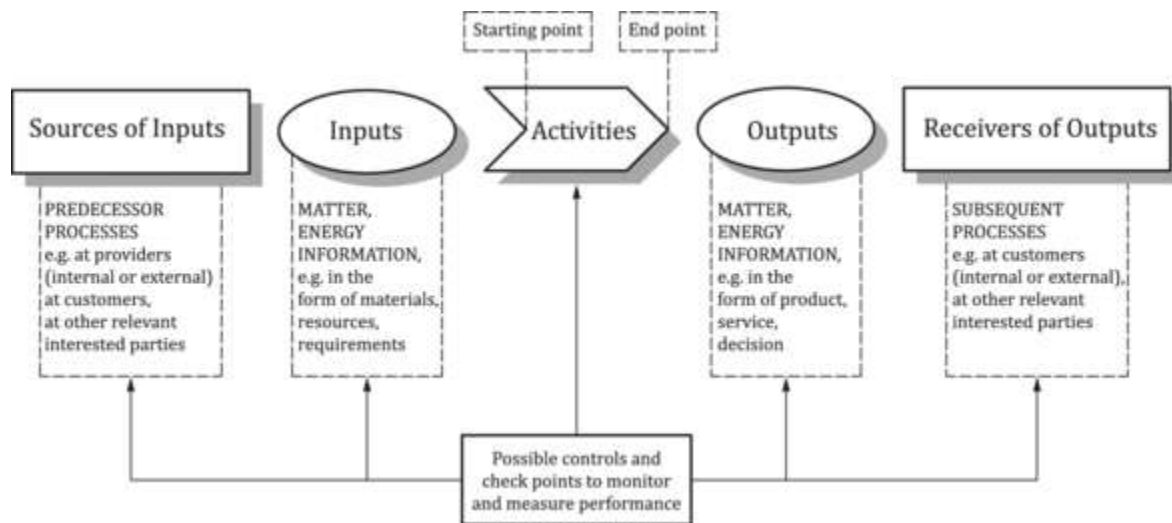 Starting point
End point
Sources of Inputs
Inputs
Activities
Outputs
Receivers of Outputs
PREDECESSOR
PROCESSES
e.g. at providers
(internal or external)
at customers,
at other relevant
interested parties
MATTER,
ENERGY
INFORMATION,
e.g. in the
form of materials,
resources,
requirements
MATTER,
ENERGY
INFORMATION,
e.g. in the
form of product,
service,
decision
SUBSEQUENT
PROCESSES
e.g. at customers
(internal or external),
at other relevant
interested parties
Possible controls and
check points to monitor
and measure performance